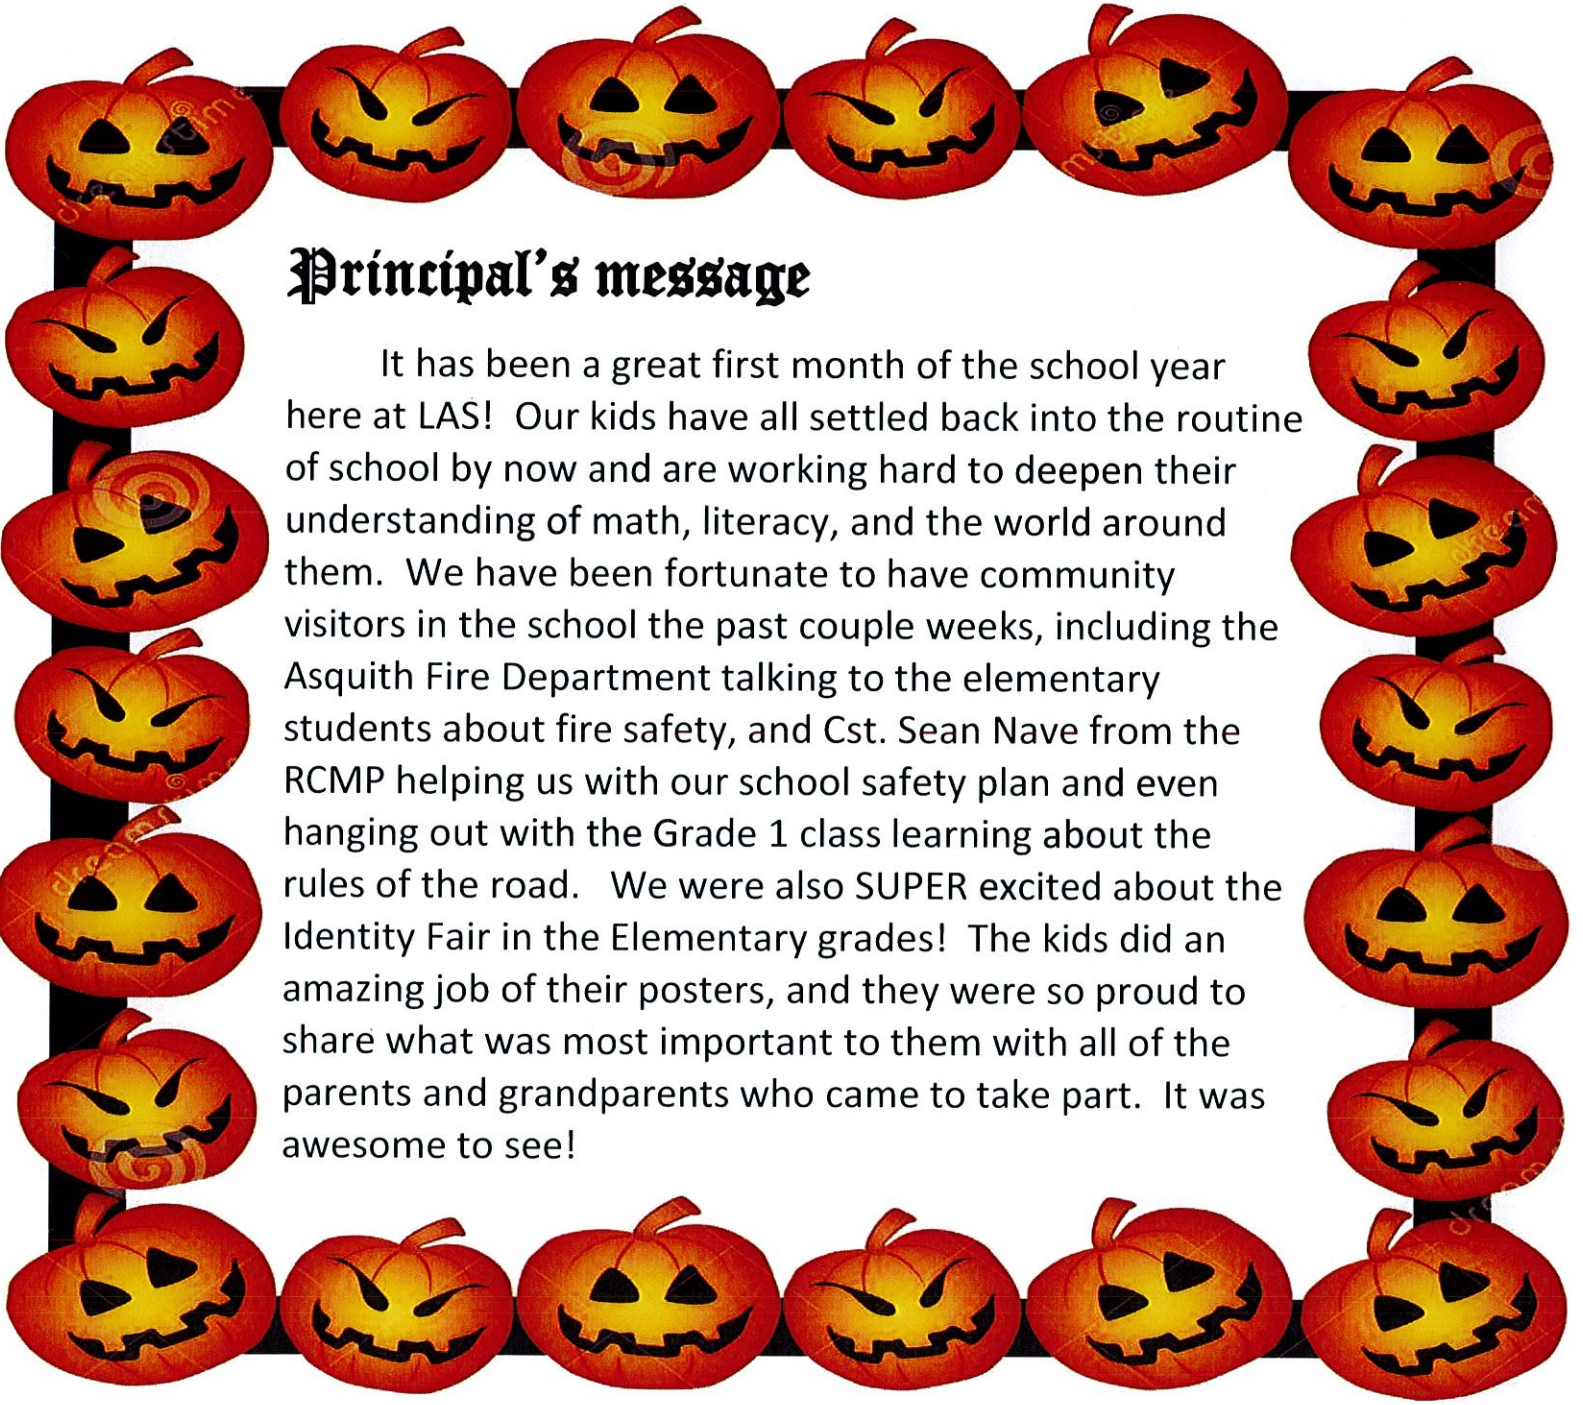 Principal's message
It has been a great first month of the school year
here at LAS!  Our kids have all settled back into the routine
of school by now and are working hard to deepen their
understanding of math, literacy, and the world around
them.  We have been fortunate to have community
visitors in the school the past couple weeks, including the
Asquith Fire Department talking to the elementary
students about fire safety, and Cst. Sean Nave from the
RCMP helping us with our school safety plan and even
hanging out with the Grade 1 class learning about the
rules of the road.   We were also SUPER excited about the
Identity Fair in the Elementary grades!  The kids did an
amazing job of their posters, and they were so proud to
share what was most important to them with all of the
parents and grandparents who came to take part.  It was
awesome to see!